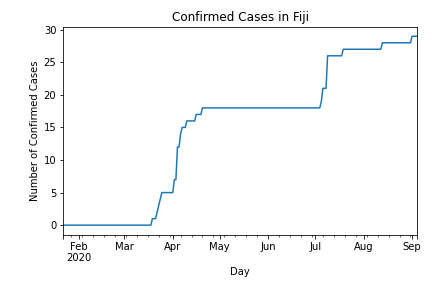 Confirmed Cases in Fiji
30
25
20
15
10
5
0
Number of Confirmed Cases
Feb Mar Apr May Jun Jul Aug Sep
2020
Day